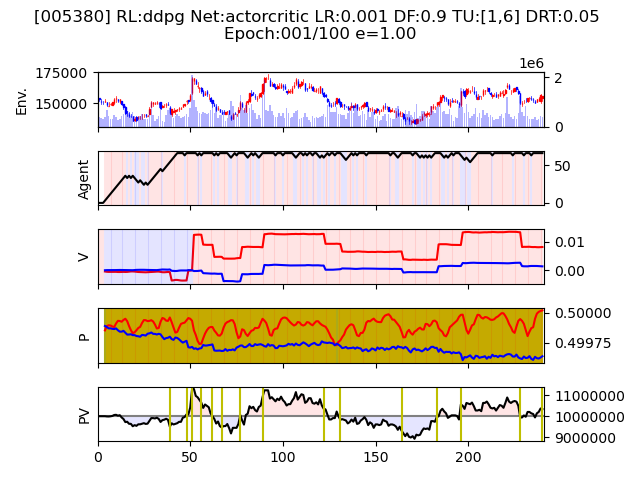 [005380] RL:ddpg Net:actorcritic LR:0.001 DF:0.9 TU:[1,6] DRT:0.05
Epoch:001/100 e=1.00
1e6
175000
150000
2
0
Env.
50
0
Agent
0.01
0.00
V
0.50000
0.49975
P
11000000
10000000
9000000
PV
0 50 100 150 200